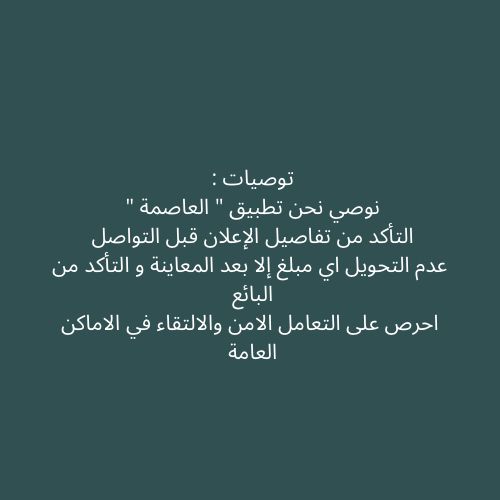 توصيات :
نوصي نحن تطبيق " العاصمة "
التأكد من تفاصيل الإعلان قبل التواصل
عدم التحويل اي مبلغ إلا بعد المعاينة و التأكد من
البائع
احرص على التعامل الامن والالتقاء في الاماكن
العامة